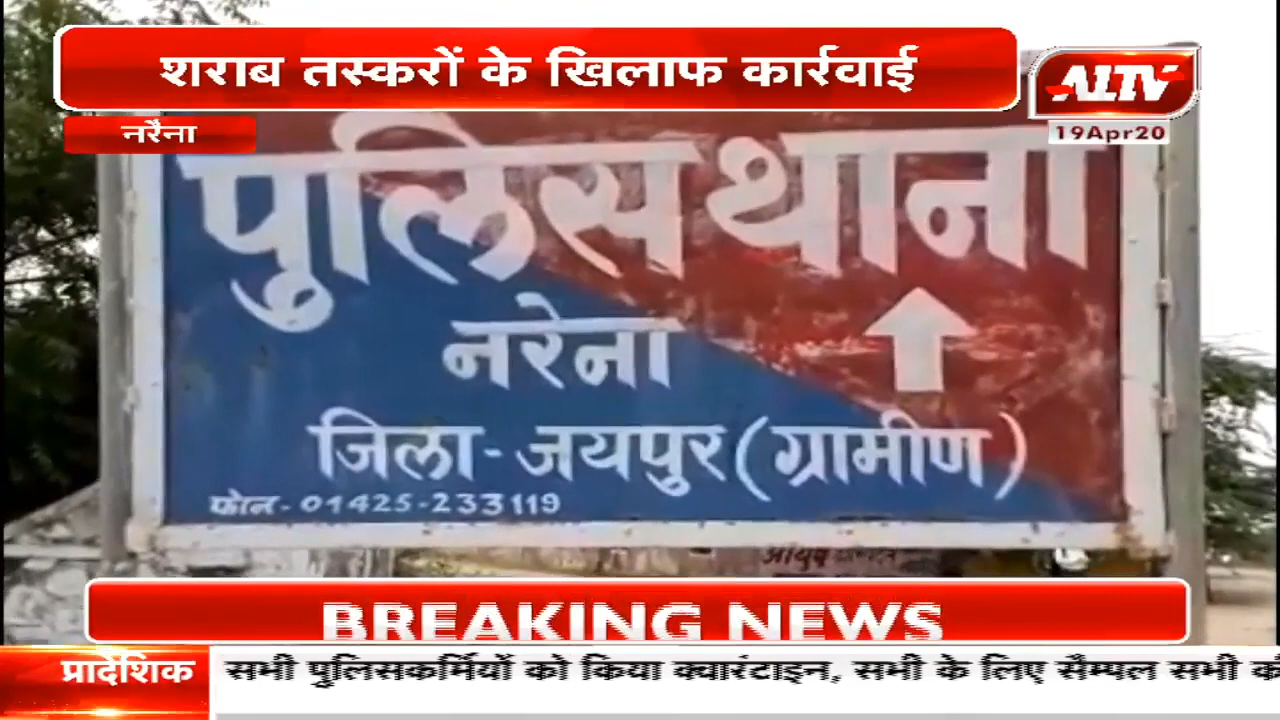 शराब तस्करों के खिलाफ कार्रवाई
ALTV
19Apr20
नरैना
पुलिस थाना
नरेना
जिला-जयपुर (ग्रामीण)
फोन-01425-233119
BREAKING NEWS
प्रादेशिक
सभी पुलिसकर्मियों को किया क्वारंटाइन, सभी के लिए सैम्पल सभी